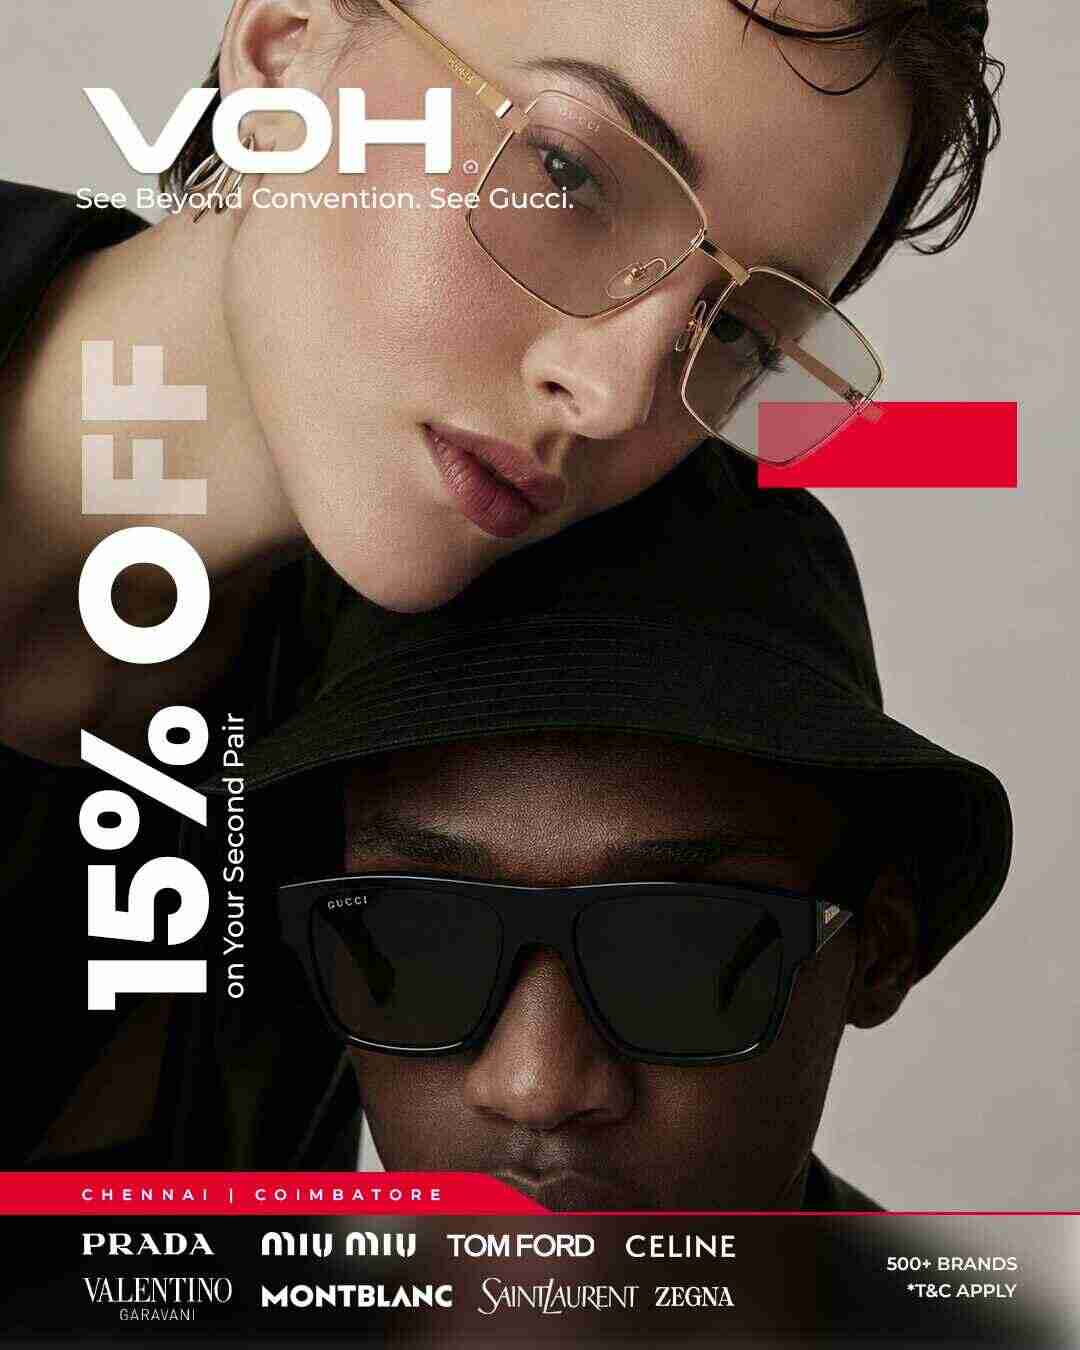 VOH
See Beyond Convention. See Gucci.
GUCCI
15% OFF
on Your Second Pair
GUCCI
CHENNAI | COIMBATORE
PRADA
miu miu
TOM FORD
CELINE
VALENTINO
GARAVANI
MONTBLANC
SAINT LAURENT
ZEGNA
500+ BRANDS
*T&C APPLY